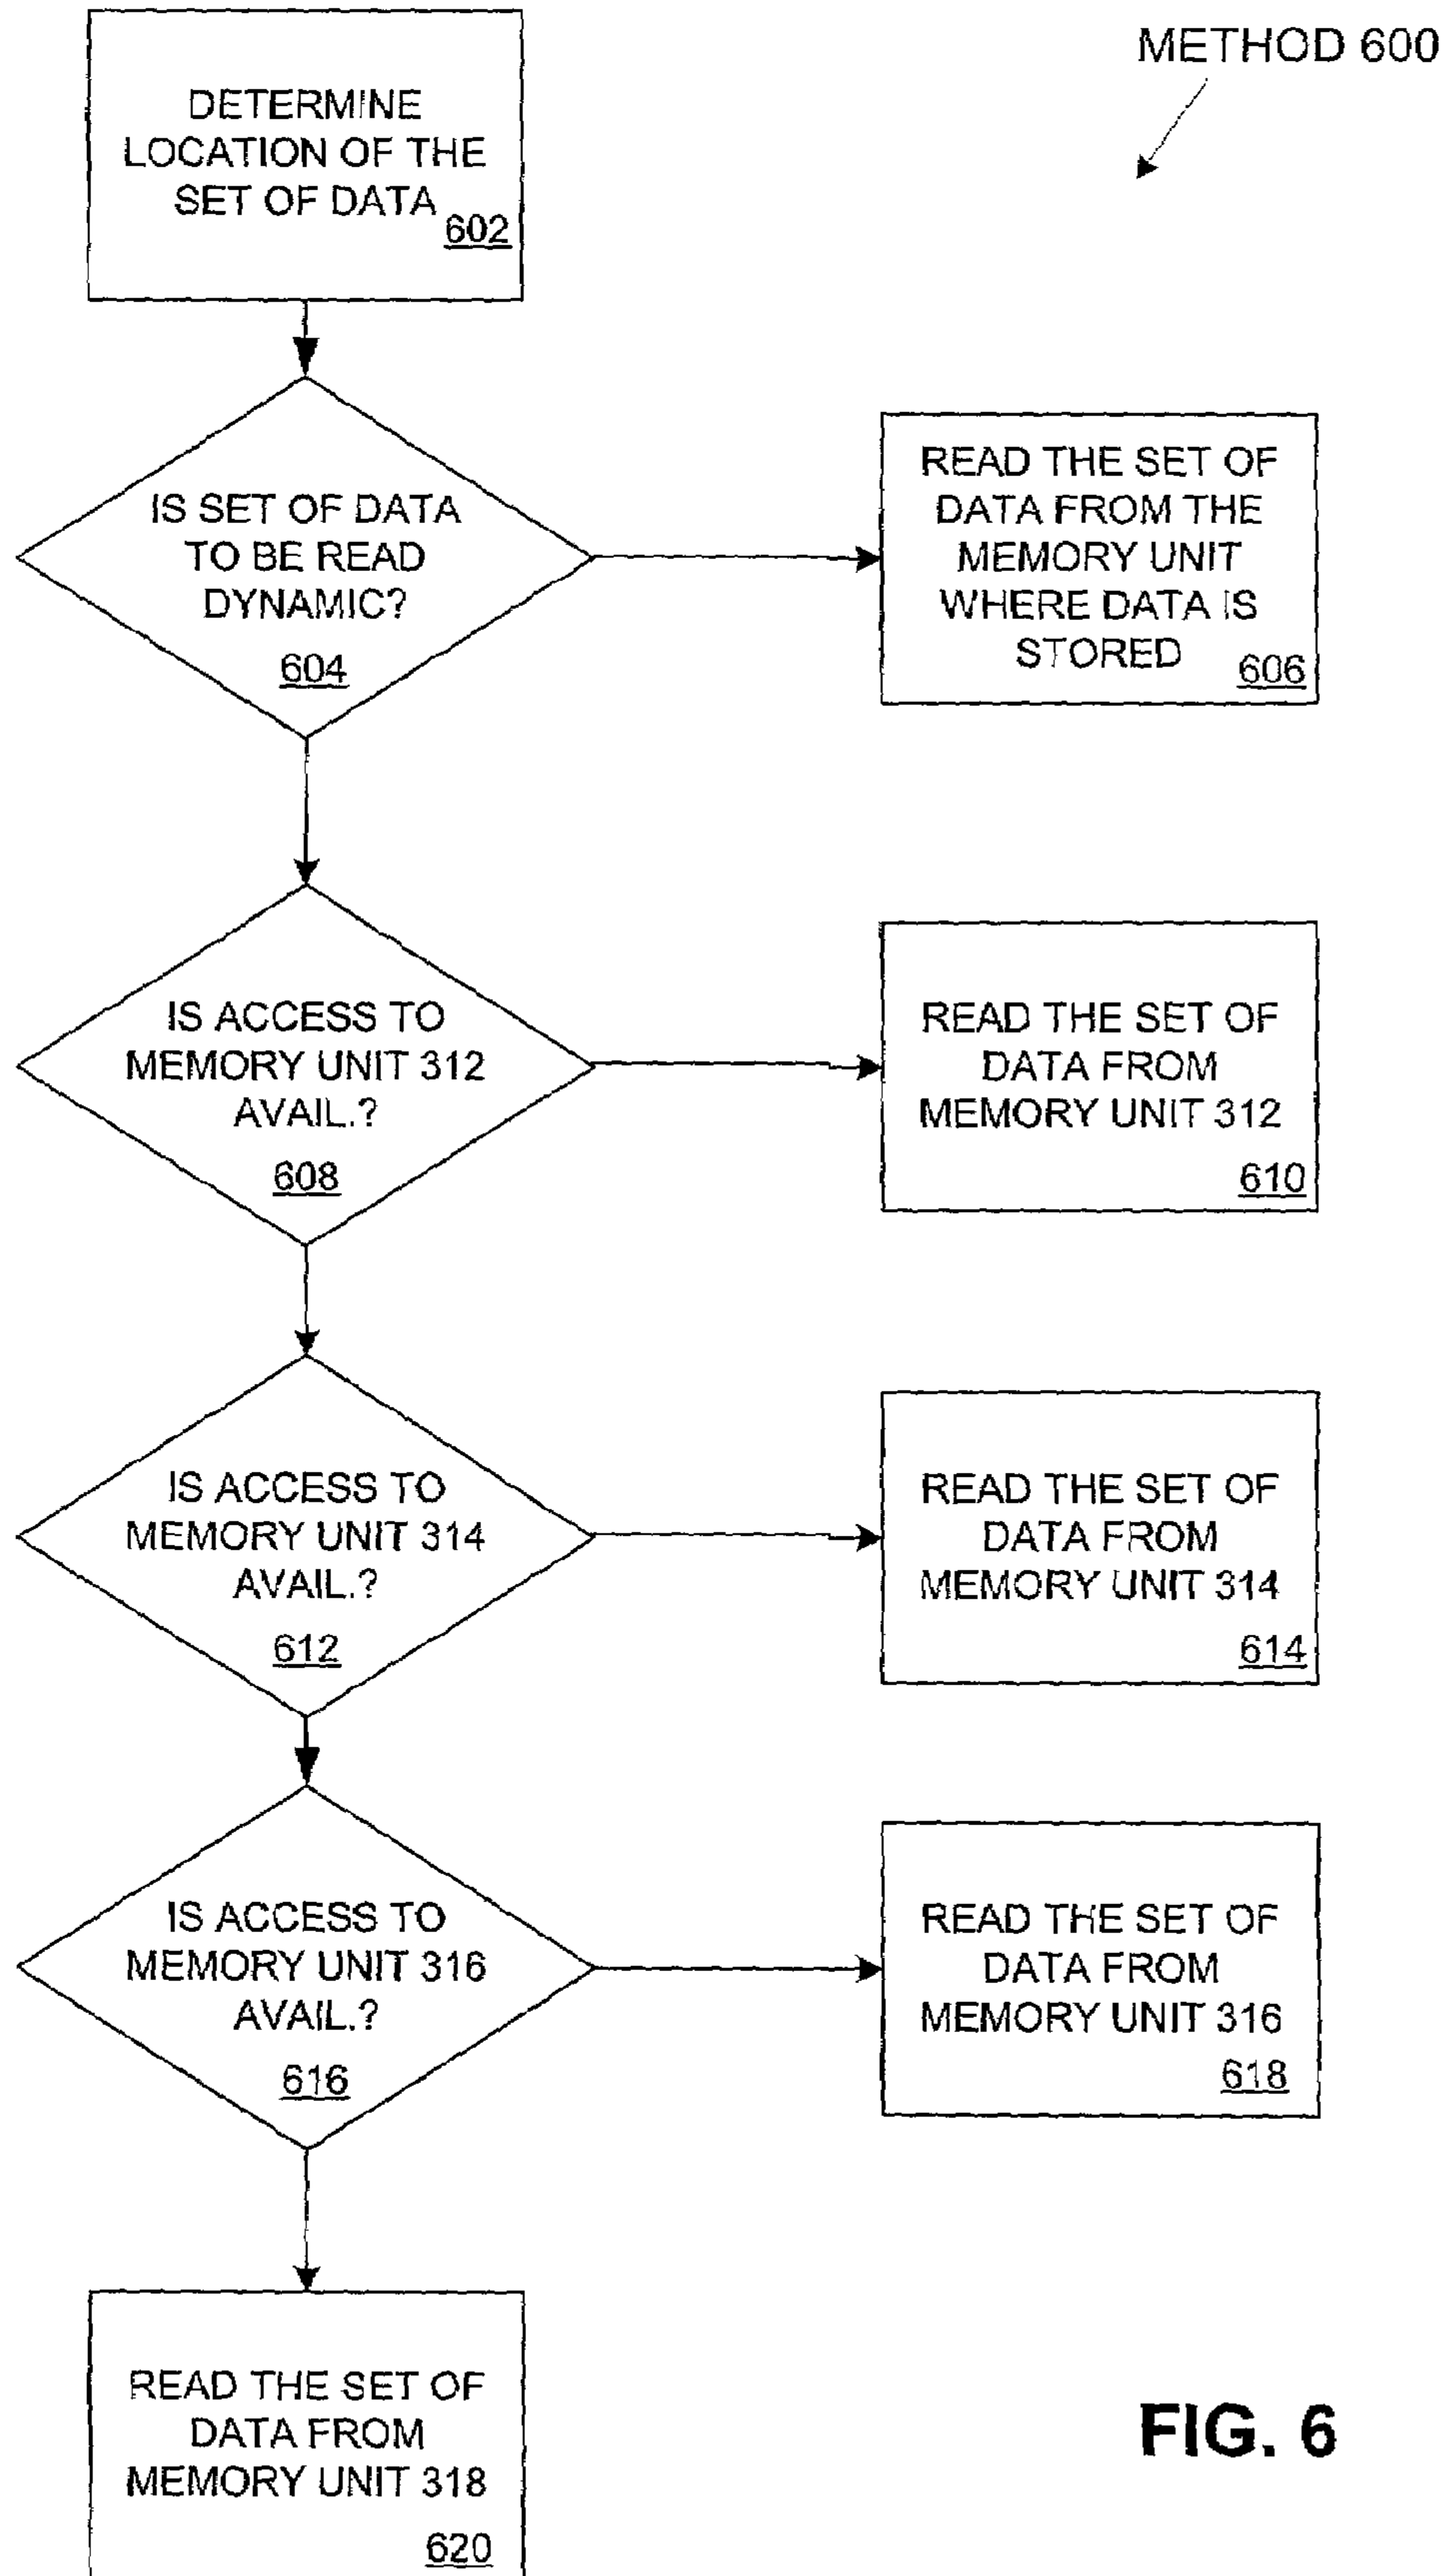 METHOD 600
DETERMINE
LOCATION OF THE
SET OF DATA
602
IS SET OF DATA
TO BE READ
DYNAMIC?
604
READ THE SET OF
DATA FROM THE
MEMORY UNIT
WHERE DATA IS
STORED
606
IS ACCESS TO
MEMORY UNIT 312
AVAIL.?
608
READ THE SET OF
DATA FROM
MEMORY UNIT 312
610
IS ACCESS TO
MEMORY UNIT 314
AVAIL.?
612
READ THE SET OF
DATA FROM
MEMORY UNIT 314
614
IS ACCESS TO
MEMORY UNIT 316
AVAIL.?
616
READ THE SET OF
DATA FROM
MEMORY UNIT 316
618
READ THE SET OF
DATA FROM
MEMORY UNIT 318
620
FIG. 6